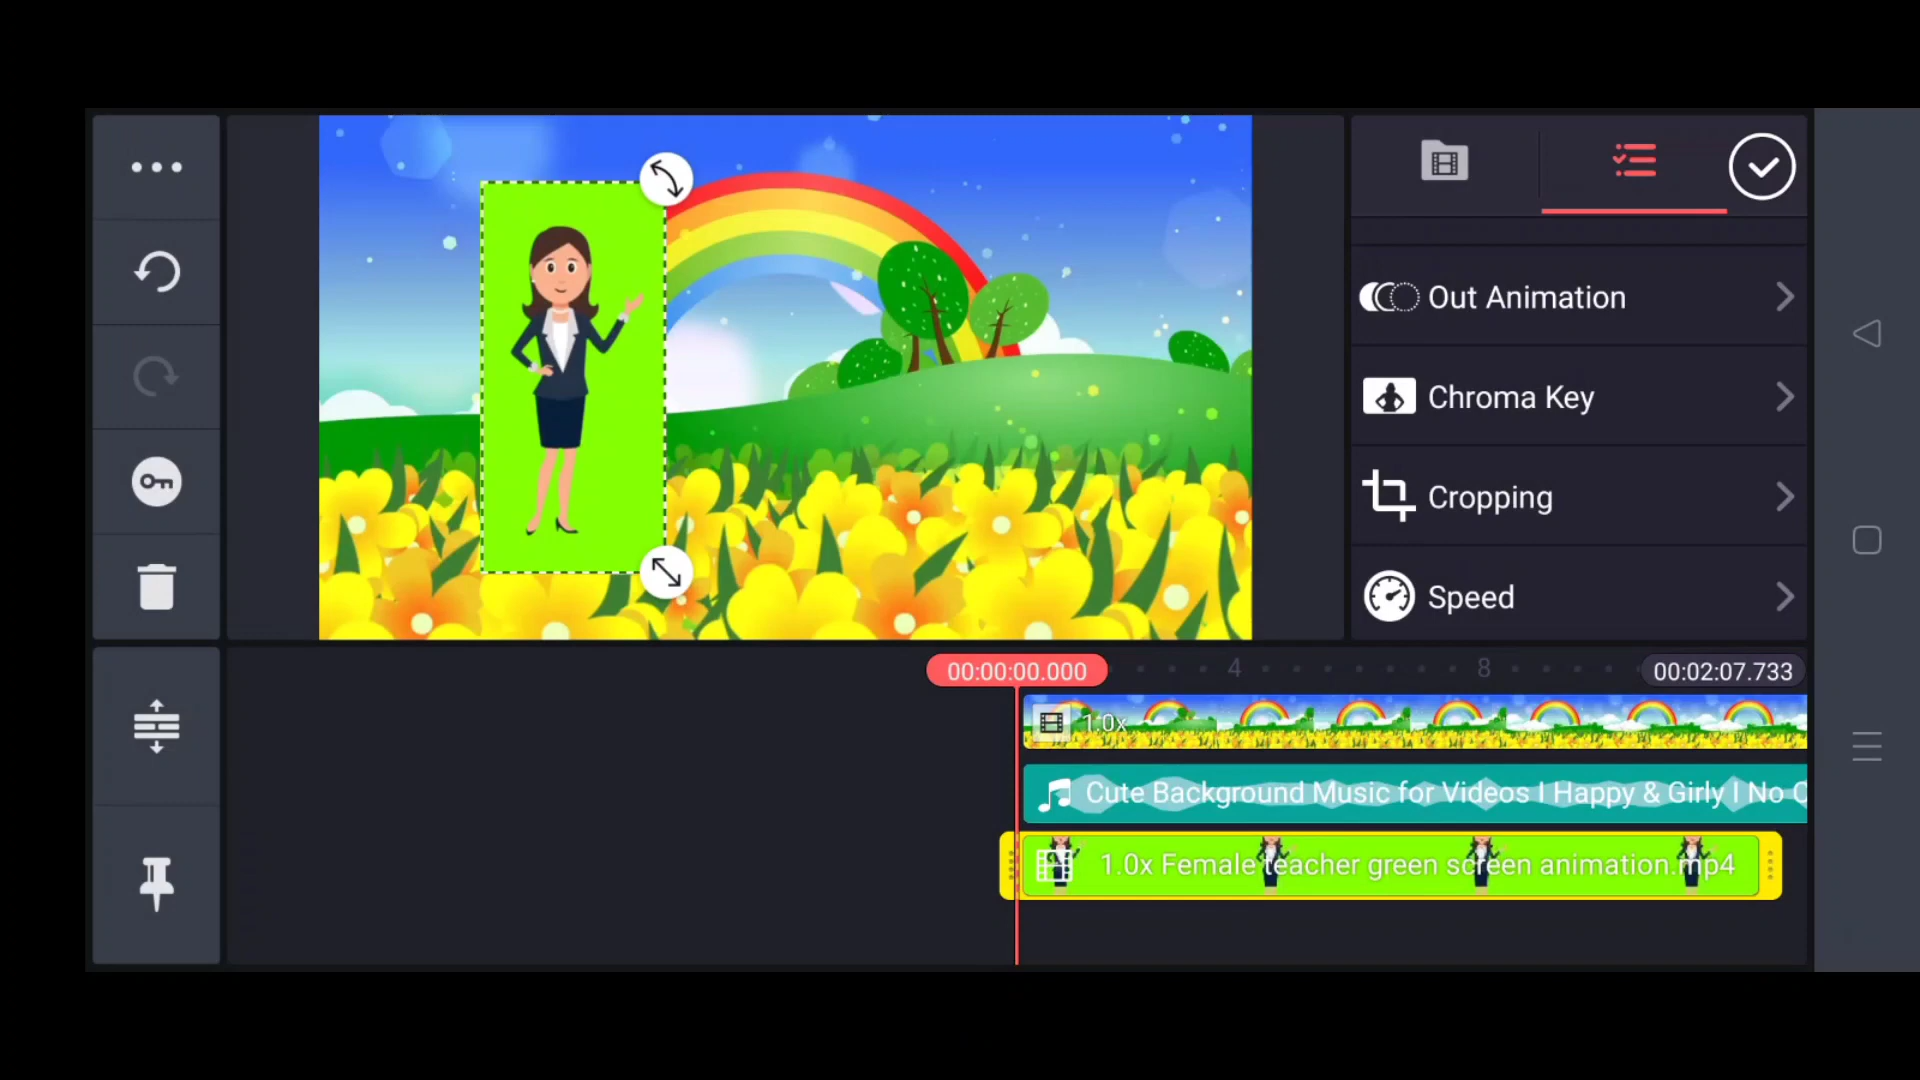 Out Animation
Chroma Key
Cropping
Speed
00:00:00.000
4
8
00:02:07.733
1.0x
Cute Background Music for Videos I Happy & Girly I No C
1.0x Female teacher green screen animation.mp4